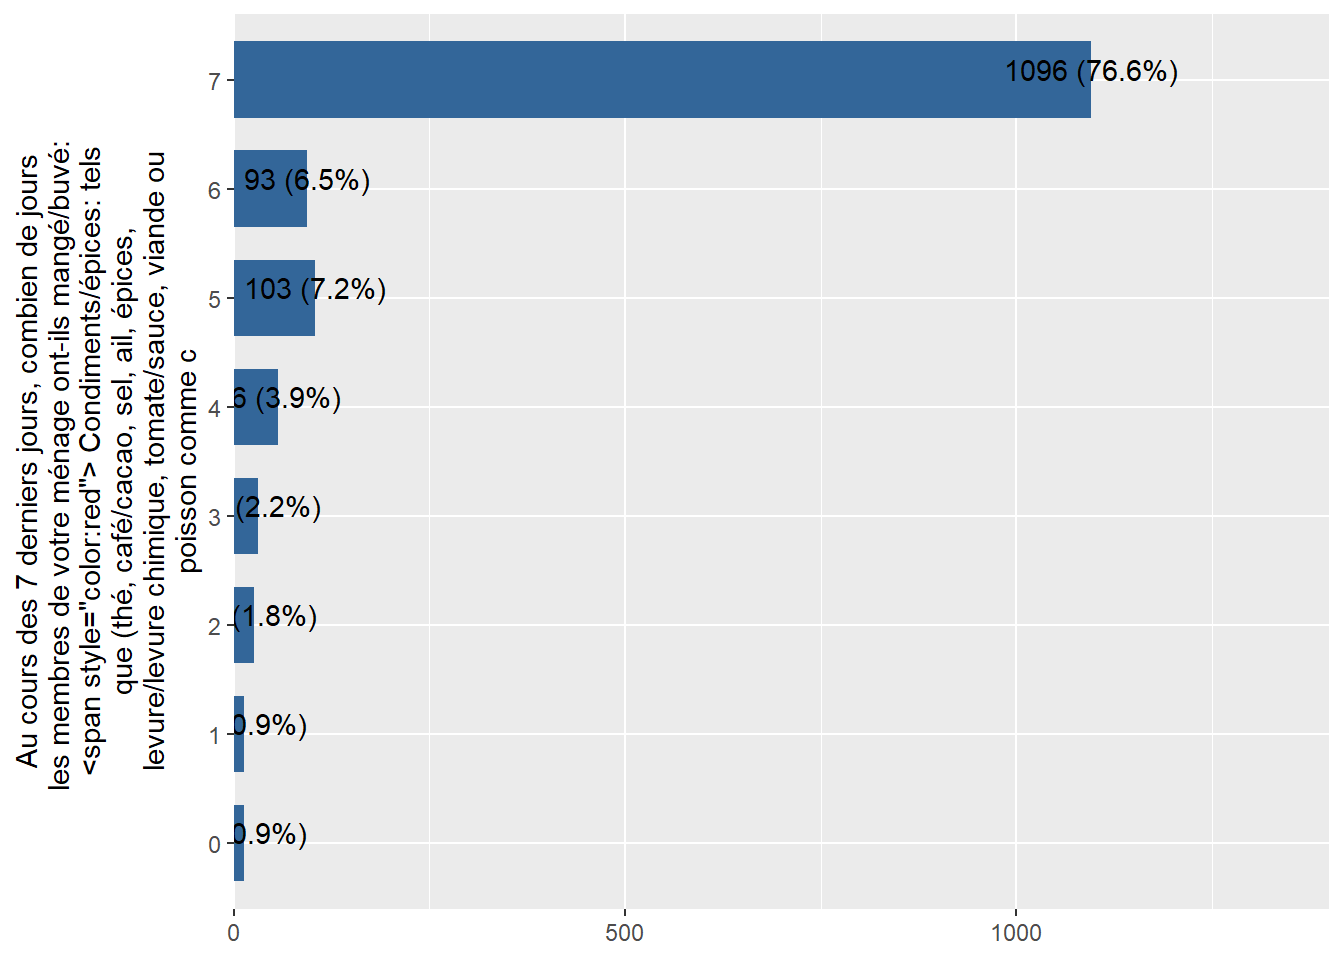 Au cours des 7 derniers jours, combien de jours
les membres de votre ménage ont-ils mangé/buvé:
<span style="color:red"> Condiments/épices: tels
que (thé, café/cacao, sel, ail, épices,
levure/levure chimique, tomate/sauce, viande ou
poisson comme c
7
1096 (76.6%)
6
93 (6.5%)
5
103 (7.2%)
4
6 (3.9%)
3
(2.2%)
2
(1.8%)
1
0.9%)
0
0.9%)
0 500 1000